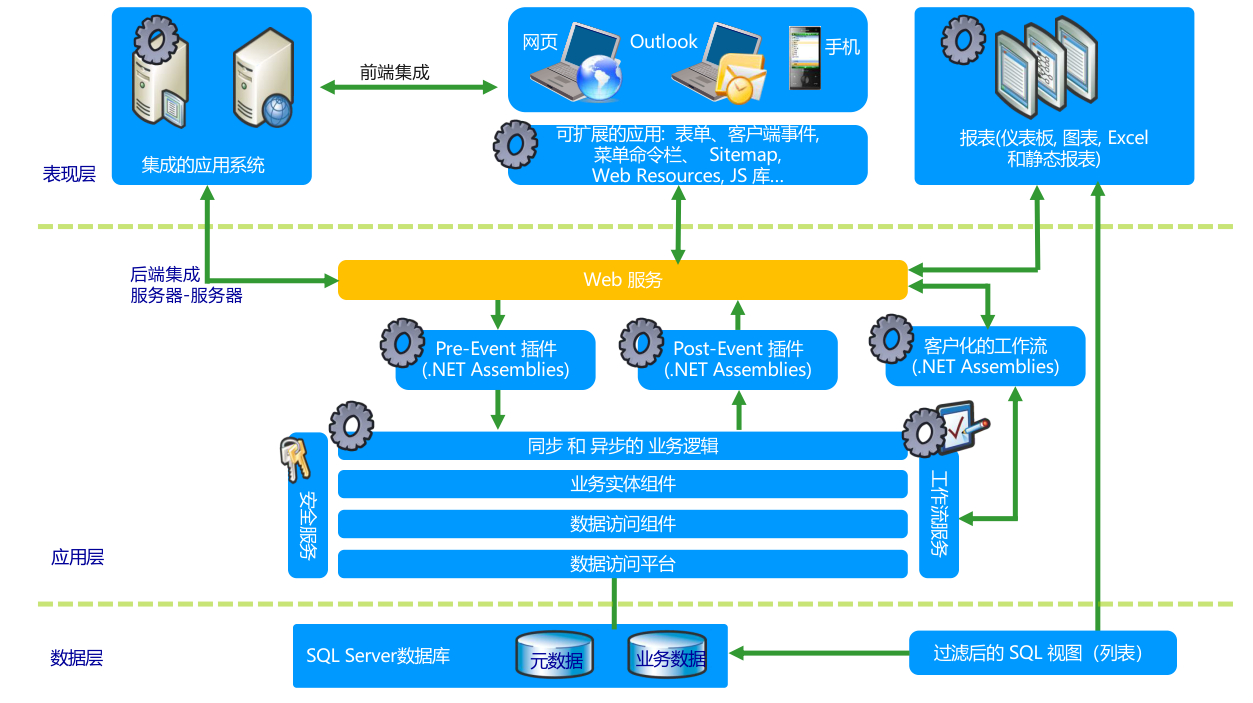 网页
Outlook
手机
前端集成
集成的应用系统
可扩展的应用: 表单、客户端事件,
菜单命令栏、 Sitemap,
Web Resources, JS 库...
报表(仪表板, 图表, Excel
和静态报表)
表现层
后端集成
服务器-服务器
Web 服务
Pre-Event 插件
(.NET Assemblies)
Post-Event 插件
(.NET Assemblies)
客户化的工作流
(.NET Assemblies)
同步 和 异步的 业务逻辑
业务实体组件
数据访问组件
数据访问平台
安全服务
工作流服务
应用层
数据层
SQL Server数据库
元数据
业务数据
过滤后的 SQL 视图（列表）